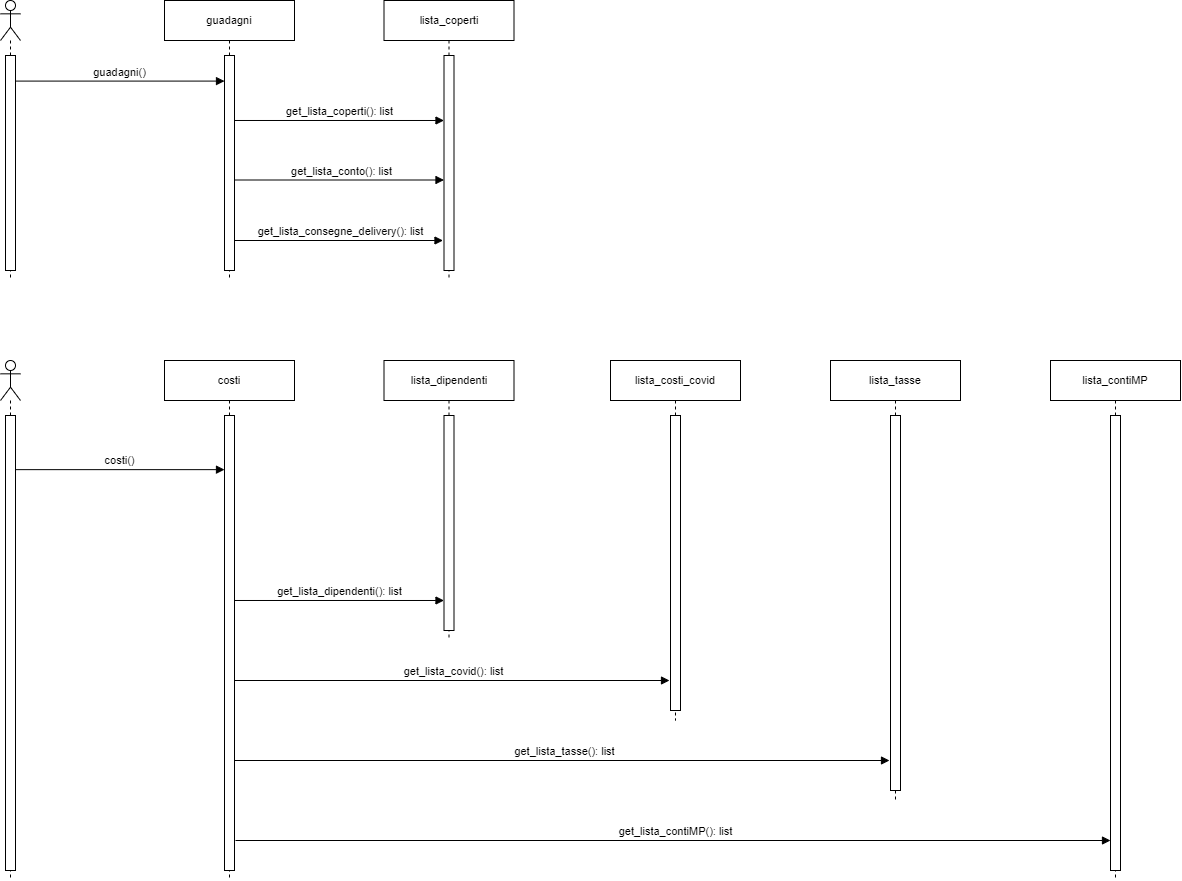 guadagni
lista_coperti
guadagni()
get_lista_coperti(): list
get_lista_conto(): list
get_lista_consegne_delivery(): list
costi
lista_dipendenti
lista_costi_covid
lista_tasse
lista_contiMP
costi()
get_lista_dipendenti(): list
get_lista_covid(): list
get_lista_tasse(): list
get_lista_contiMP(): list